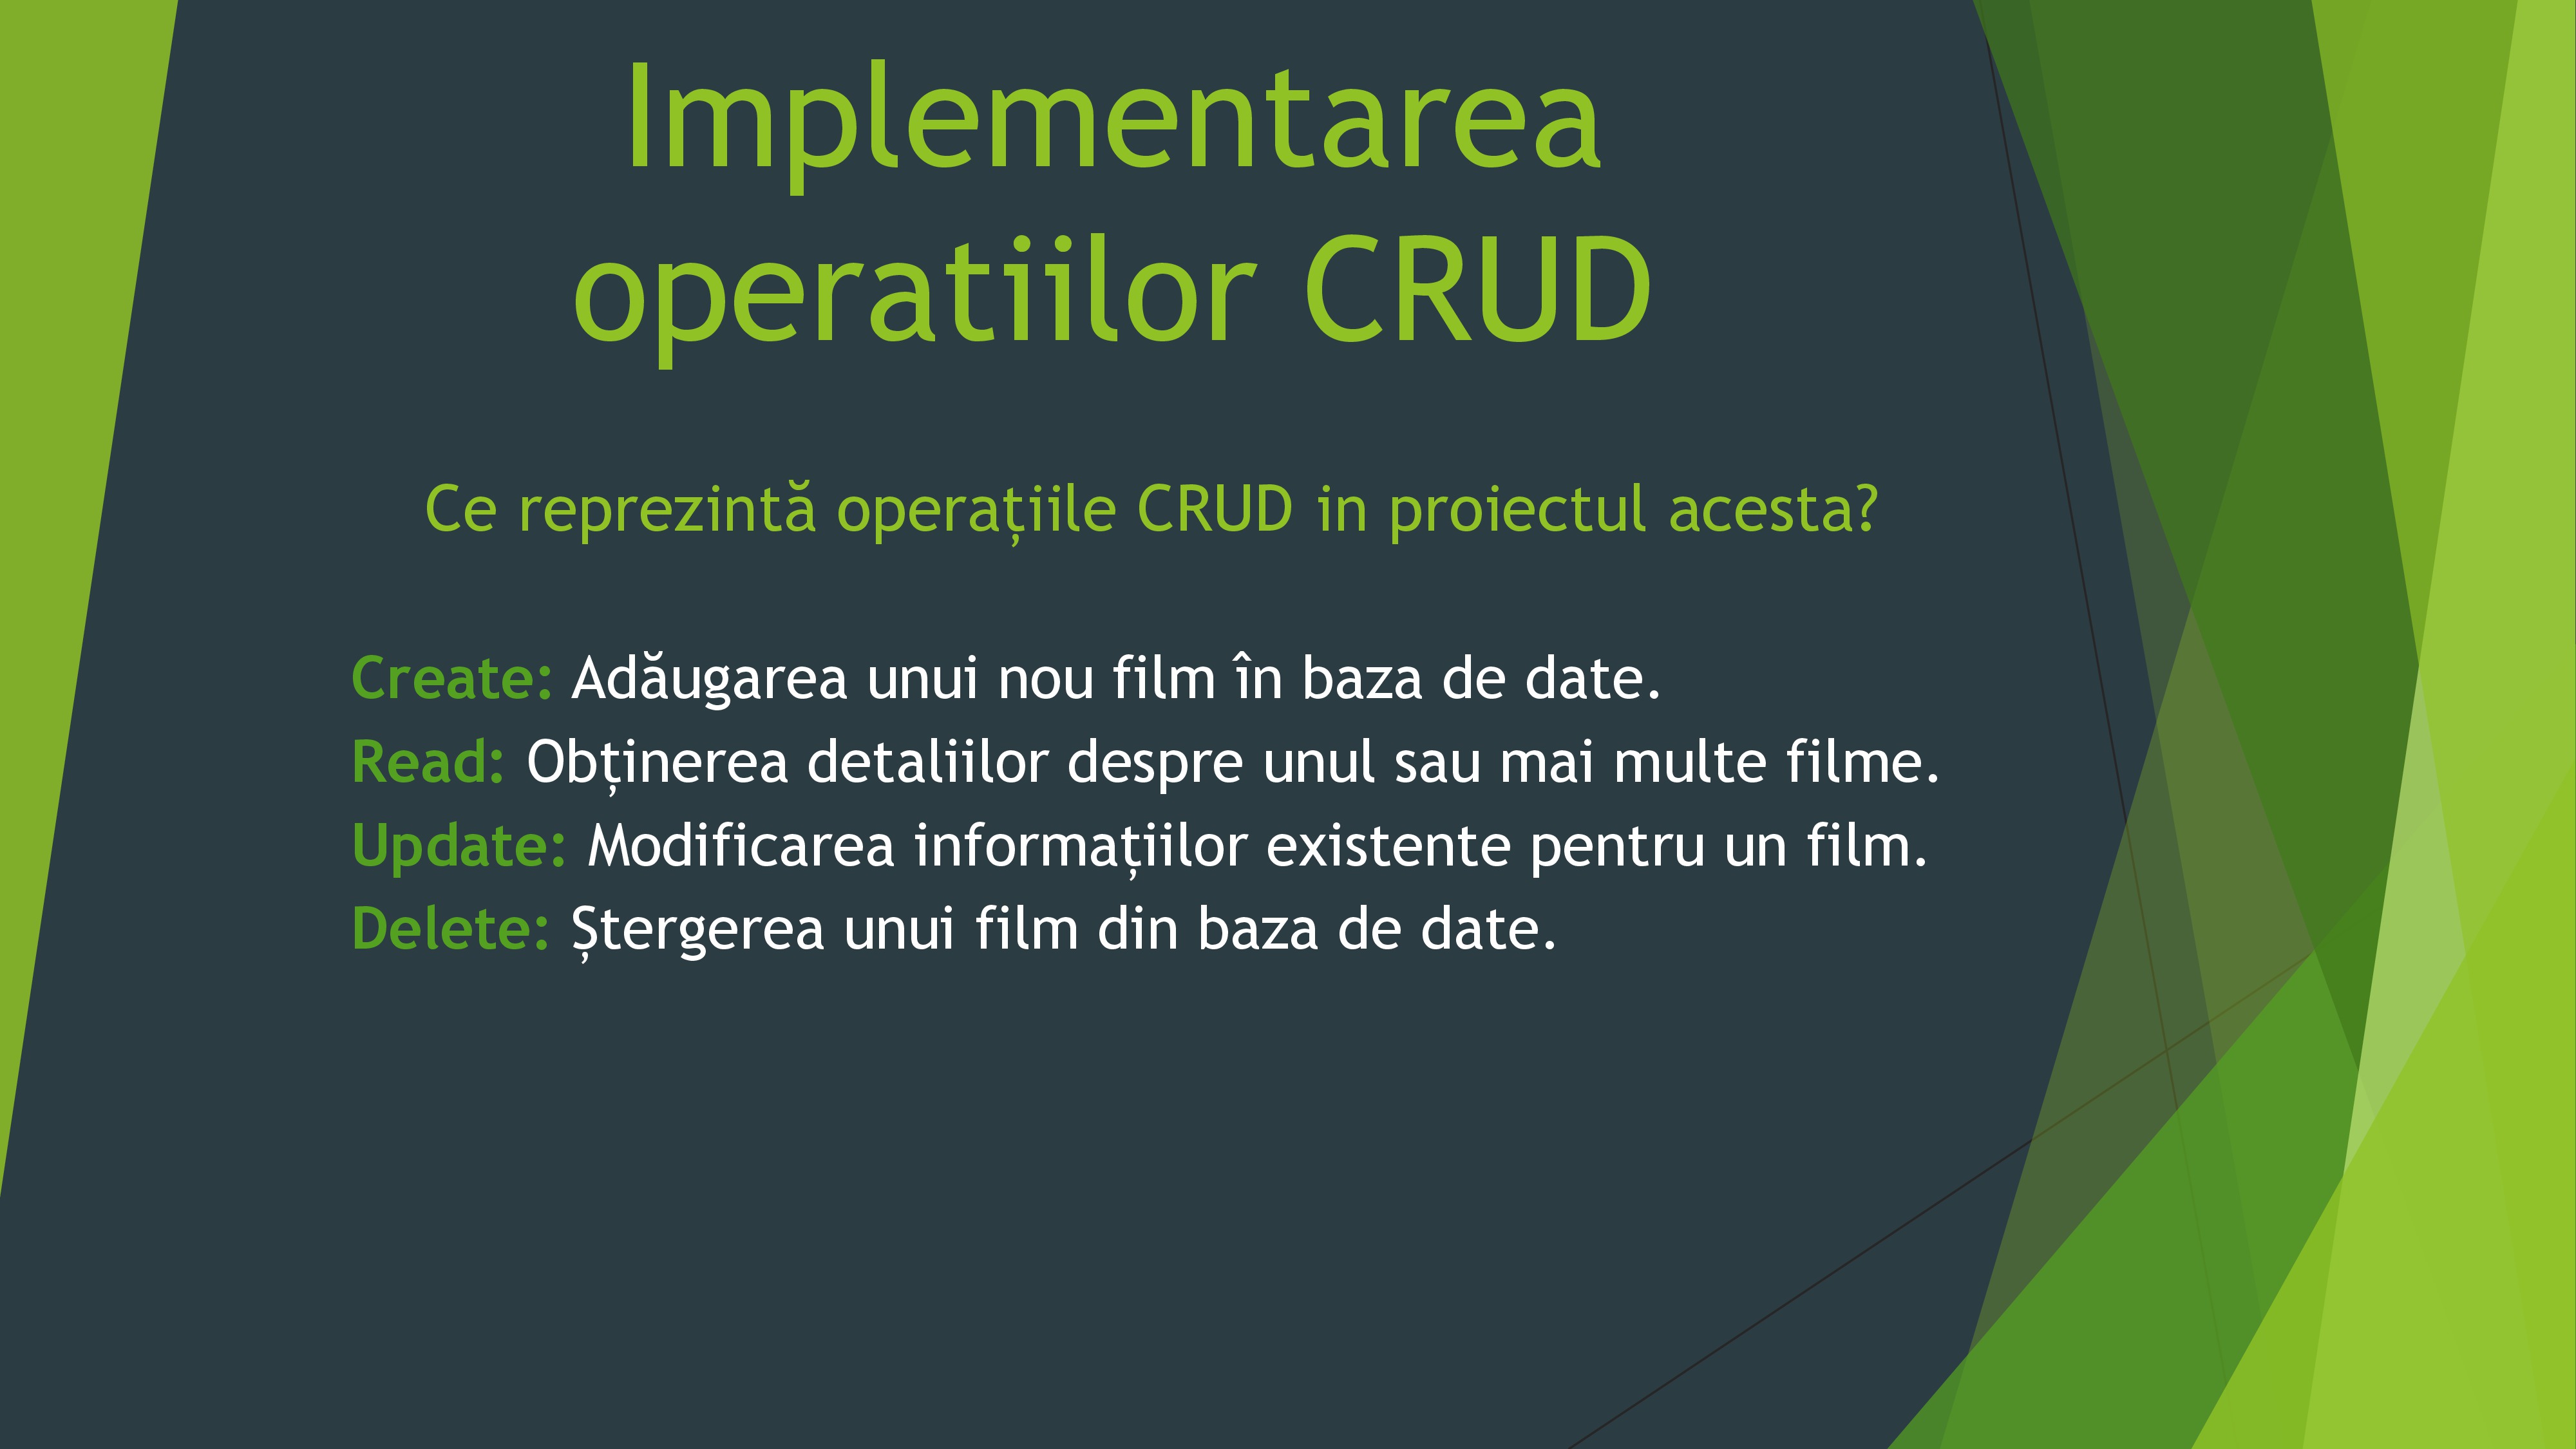 Implementarea
operatiilor CRUD
Ce reprezintă operațiile CRUD in proiectul acesta?
Create: Adăugarea unui nou film în baza de date.
Read: Obținerea detaliilor despre unul sau mai multe filme.
Update: Modificarea informațiilor existente pentru un film.
Delete: Ștergerea unui film din baza de date.